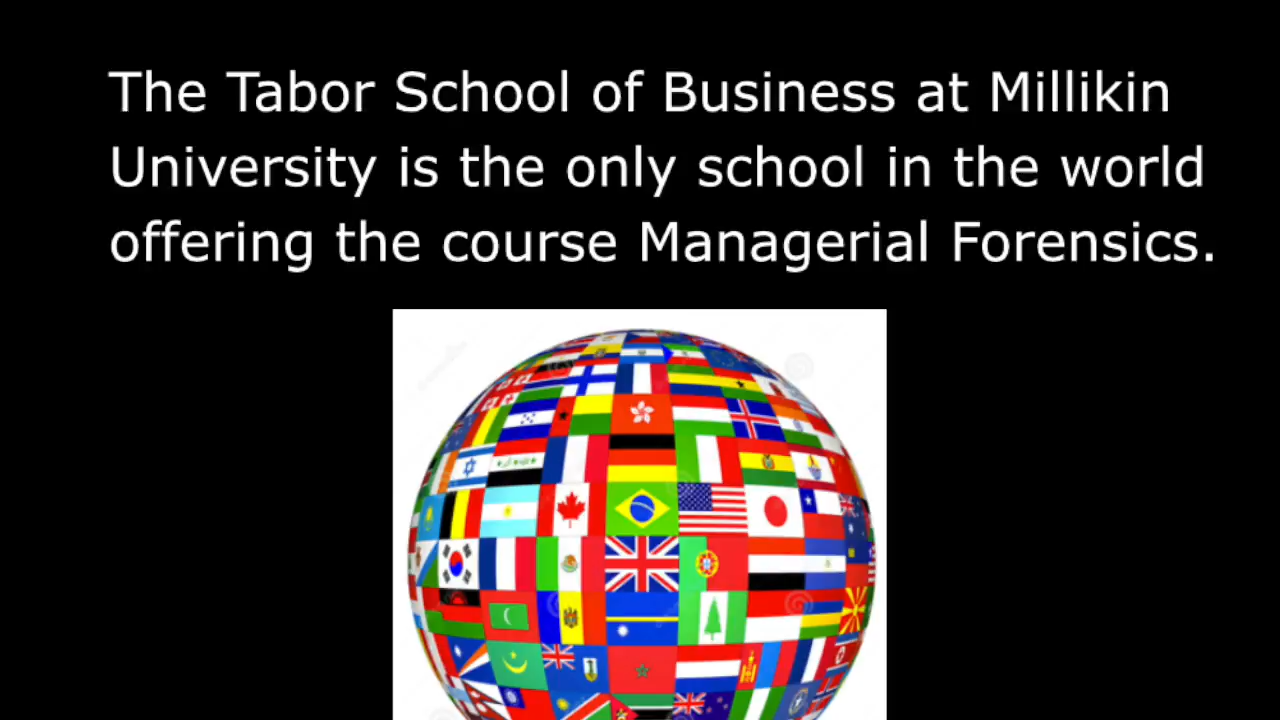 The Tabor School of Business at Millikin
University is the only school in the world
offering the course Managerial Forensics.